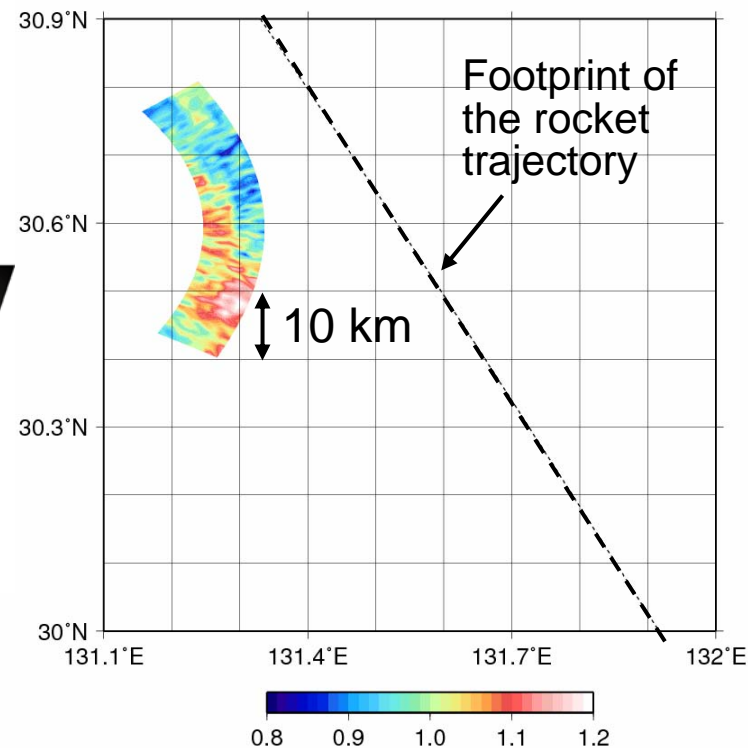 30.9˚N
Footprint of
the rocket
trajectory
30.6˚N
10 km
30.3˚N
30˚N
131.1˚E 131.4˚E 131.7˚E 132˚E
0.8 0.9 1.0 1.1 1.2